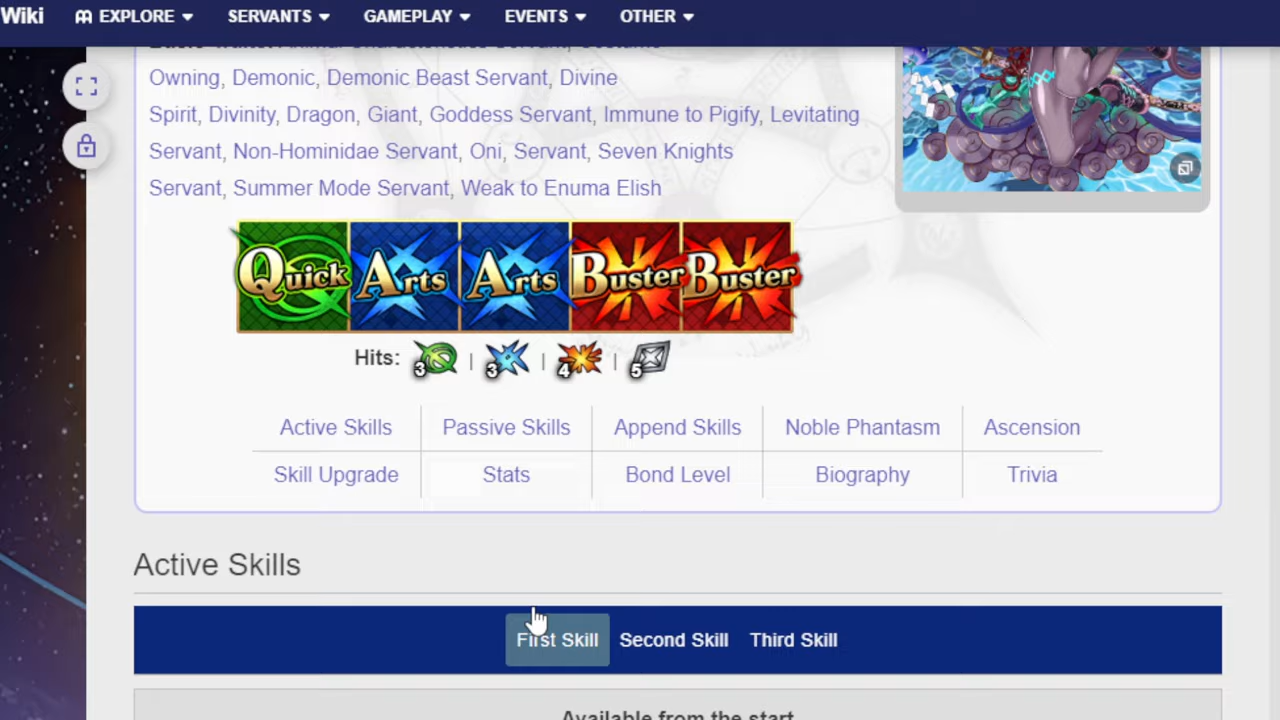 Wiki EXPLORE SERVANTS GAMEPLAY EVENTS OTHER
Owning, Demonic, Demonic Beast Servant, Divine
Spirit, Divinity, Dragon, Giant, Goddess Servant, Immune to Pigify, Levitating
Servant, Non-Hominidae Servant, Oni, Servant, Seven Knights
Servant, Summer Mode Servant, Weak to Enuma Elish
Quick Arts Arts Buster Buster
Hits: 3 | 3 | 4 | 5
Active Skills Passive Skills Append Skills Noble Phantasm Ascension
Skill Upgrade Stats Bond Level Biography Trivia
Active Skills
First Skill Second Skill Third Skill
Available from the start